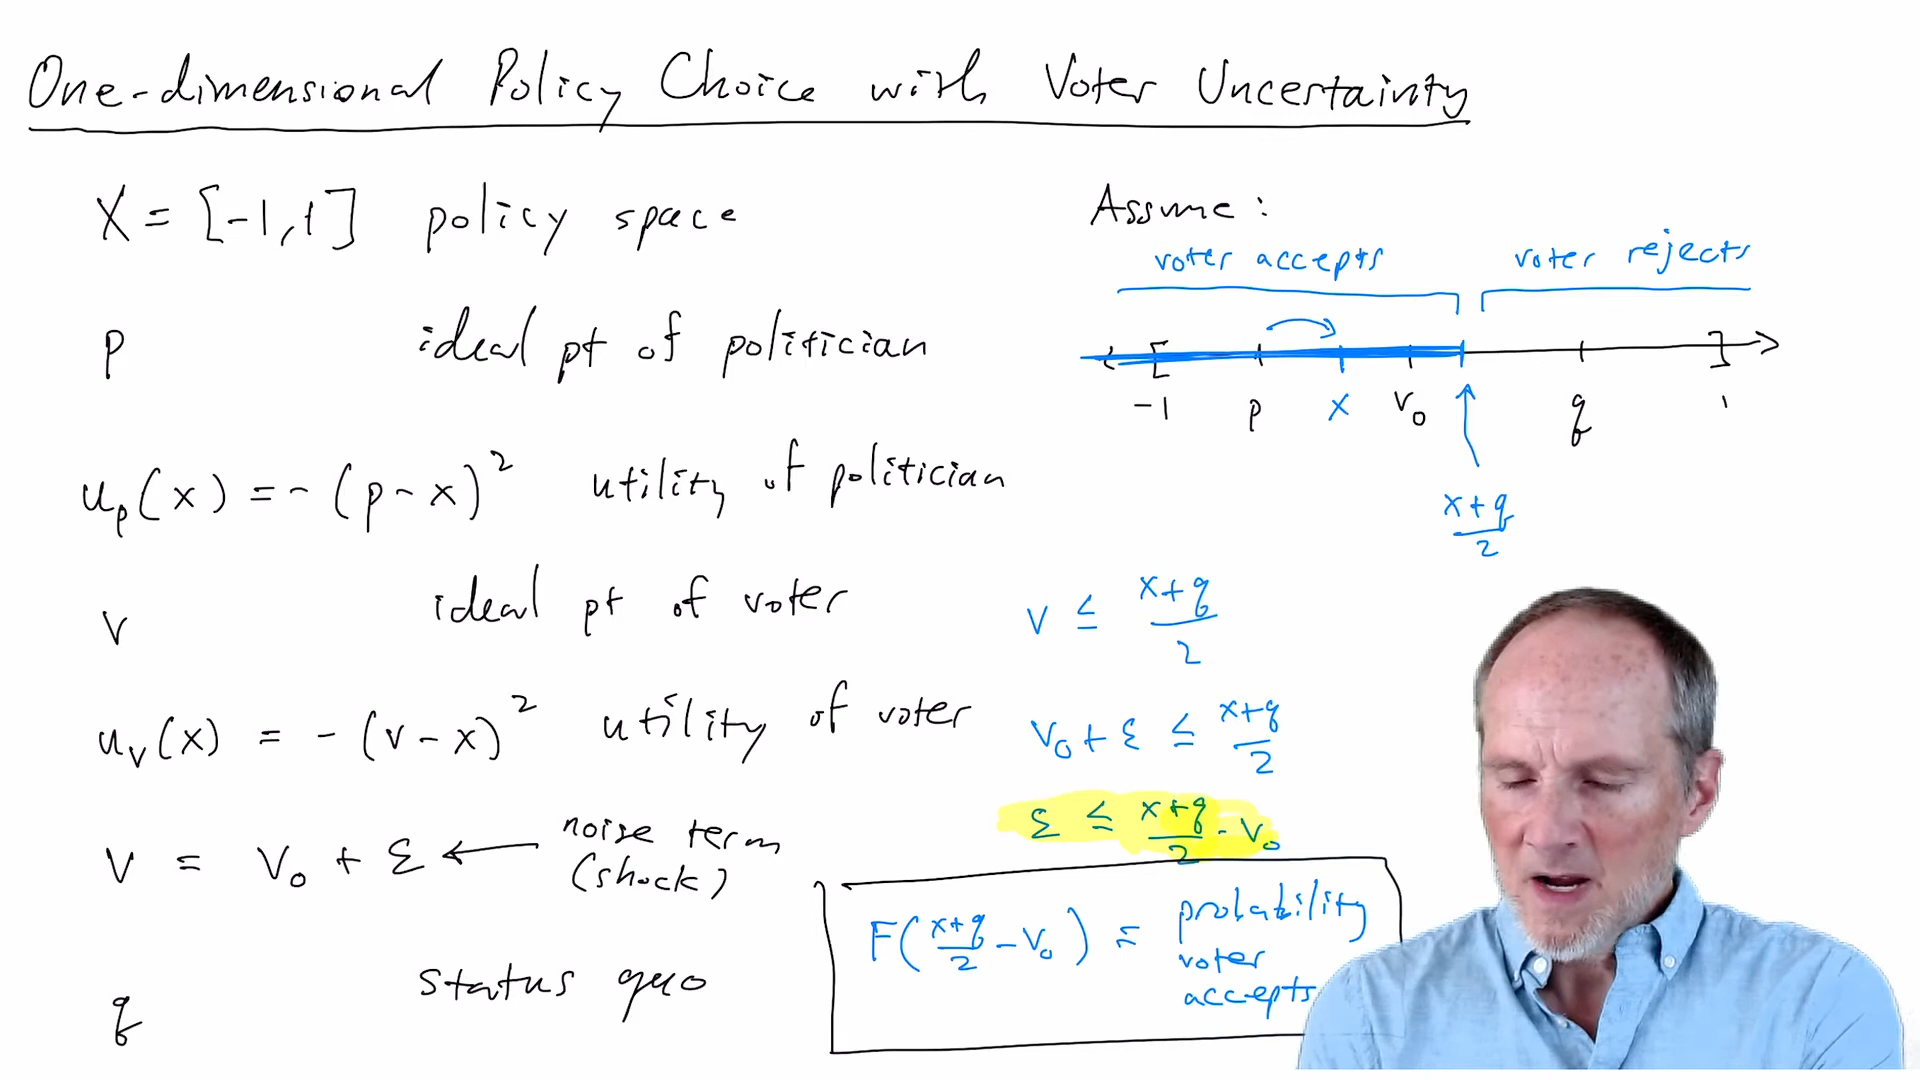 One-dimensional Policy Choice with Voter Uncertainty
X = [-1,1] policy space
p ideal pt of politician
u_p(x) = -(p-x)² utility of politician
v ideal pt of voter
u_v(x) = -(v-x)² utility of voter
v = v₀ + ε ← noise term
(shock)
q status quo
Assume:
voter accepts voter rejects
[ ]
-1 p x v₀ q 1
x+q
2
v ≤ (x+q)/2
v₀ + ε ≤ (x+q)/2
ε ≤ (x+q)/2 - v₀
F((x+q)/2 - v₀) = probability
voter
accepts